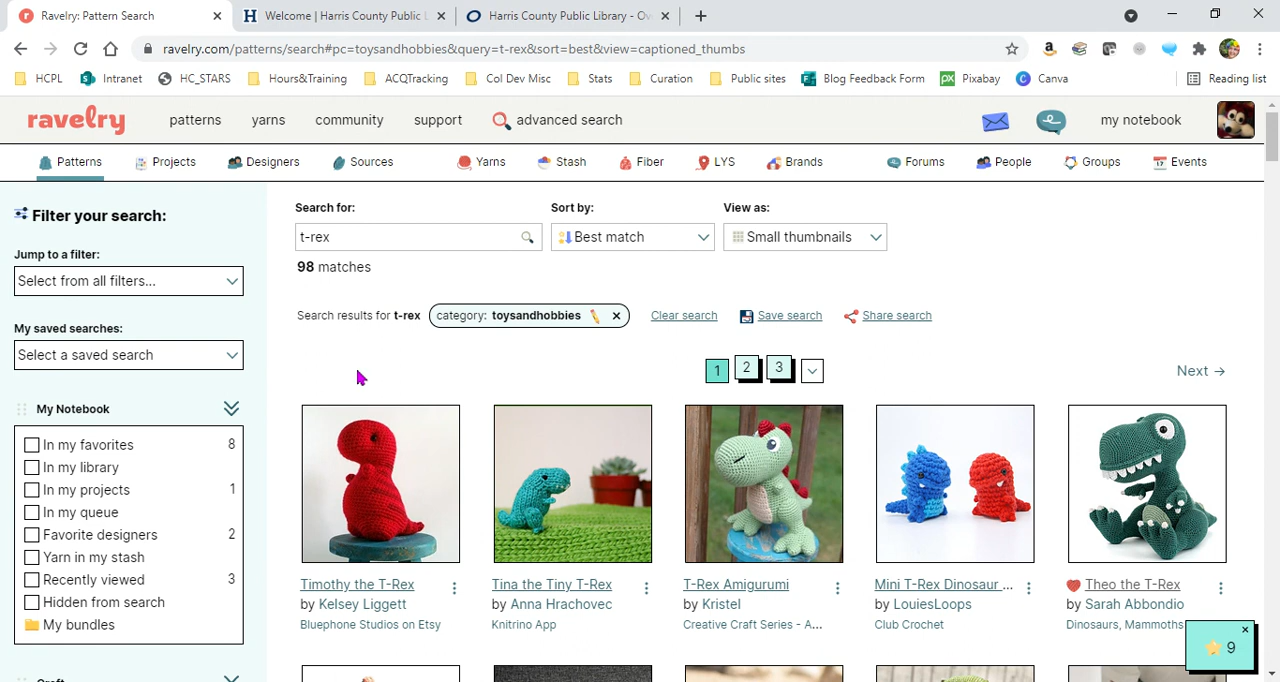 Ravelry: Pattern Search
Welcome | Harris County Public L
Harris County Public Library - Ov
ravelry.com/patterns/search#pc=toysandhobbies&query=t-rex&sort=best&view=captioned_thumbs
HCPL
Intranet
HC_STARS
Hours&Training
ACQTracking
Col Dev Misc
Stats
Curation
Public sites
Blog Feedback Form
Pixabay
Canva
Reading list
ravelry
patterns
yarns
community
support
advanced search
my notebook
Patterns
Projects
Designers
Sources
Yarns
Stash
Fiber
LYS
Brands
Forums
People
Groups
Events
Filter your search:
Jump to a filter:
Select from all filters...
My saved searches:
Select a saved search
My Notebook
In my favorites 8
In my library
In my projects 1
In my queue
Favorite designers 2
Yarn in my stash
Recently viewed 3
Hidden from search
My bundles
Search for:
t-rex
Sort by:
Best match
View as:
Small thumbnails
98 matches
Search results for t-rex
category: toysandhobbies
Clear search
Save search
Share search
1 2 3
Next →
Timothy the T-Rex
by Kelsey Liggett
Bluephone Studios on Etsy
Tina the Tiny T-Rex
by Anna Hrachovec
Knitrino App
T-Rex Amigurumi
by Kristel
Creative Craft Series - A...
Mini T-Rex Dinosaur ...
by LouiesLoops
Club Crochet
Theo the T-Rex
by Sarah Abbondio
Dinosaurs, Mammoths
9